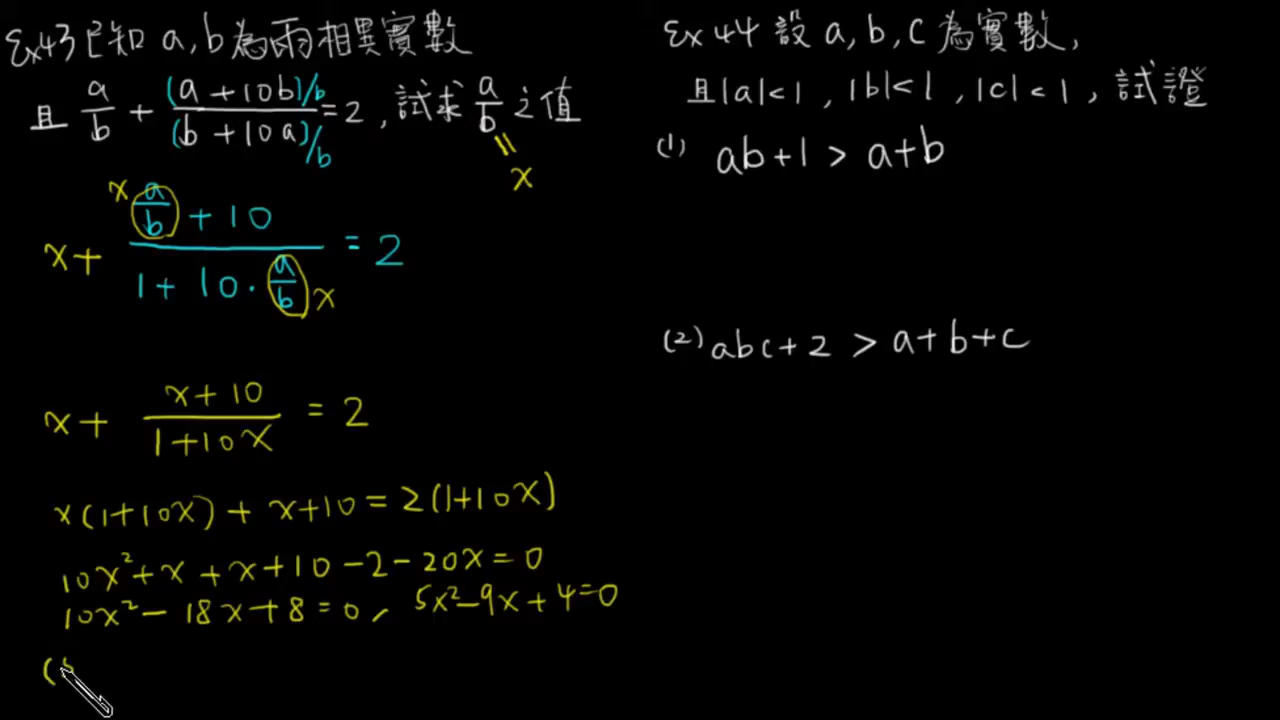 Ex43 已知 a, b 為兩相異實數
且 a/b + (a+10b)/b / (b+10a)/b = 2 , 試求 a/b 之值
= x
x + (x a/b + 10) / (1 + 10 · a/b x) = 2
x + (x+10) / (1+10x) = 2
x(1+10x) + x+10 = 2(1+10x)
10x² + x + x + 10 - 2 - 20x = 0
10x² - 18x + 8 = 0 , 5x² - 9x + 4 = 0
(
Ex44 設 a, b, c 為實數,
且 |a|<1 , |b|<1 , |c|<1 , 試證
(1) ab+1 > a+b
(2) abc+2 > a+b+c